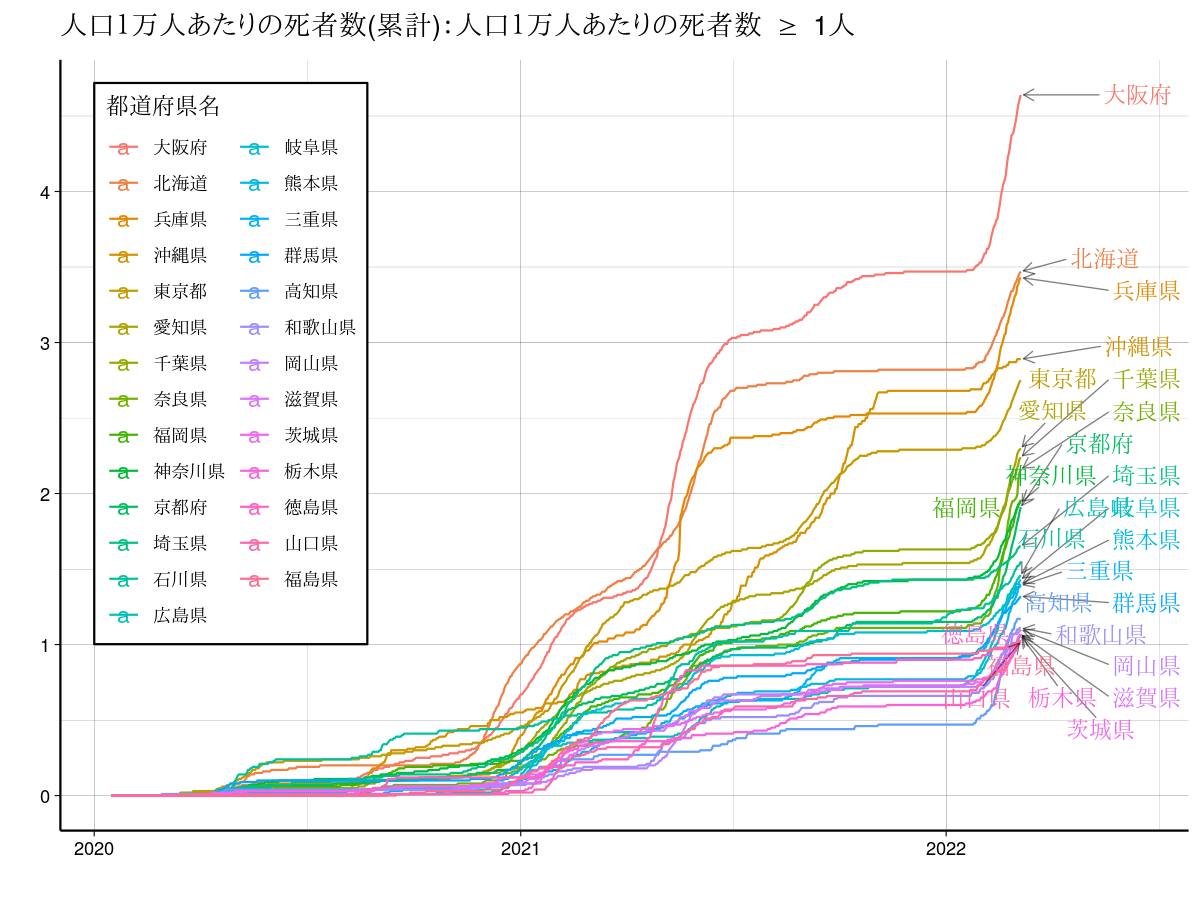 人口1万人あたりの死者数(累計)：人口1万人あたりの死者数 ≥ 1人
都道府県名
a 大阪府 a 岐阜県
a 北海道 a 熊本県
a 兵庫県 a 三重県
a 沖縄県 a 群馬県
a 東京都 a 高知県
a 愛知県 a 和歌山県
a 千葉県 a 岡山県
a 奈良県 a 滋賀県
a 福岡県 a 茨城県
a 神奈川県 a 栃木県
a 京都府 a 徳島県
a 埼玉県 a 山口県
a 石川県 a 福島県
a 広島県
大阪府
北海道
兵庫県
沖縄県
東京都 千葉県
愛知県 奈良県
京都府
神奈川県 埼玉県
福岡県 広島県 岐阜県
石川県 熊本県
三重県
高知県 群馬県
徳島県 和歌山県
福島県 岡山県
山口県 栃木県 滋賀県
茨城県
4
3
2
1
0
2020 2021 2022